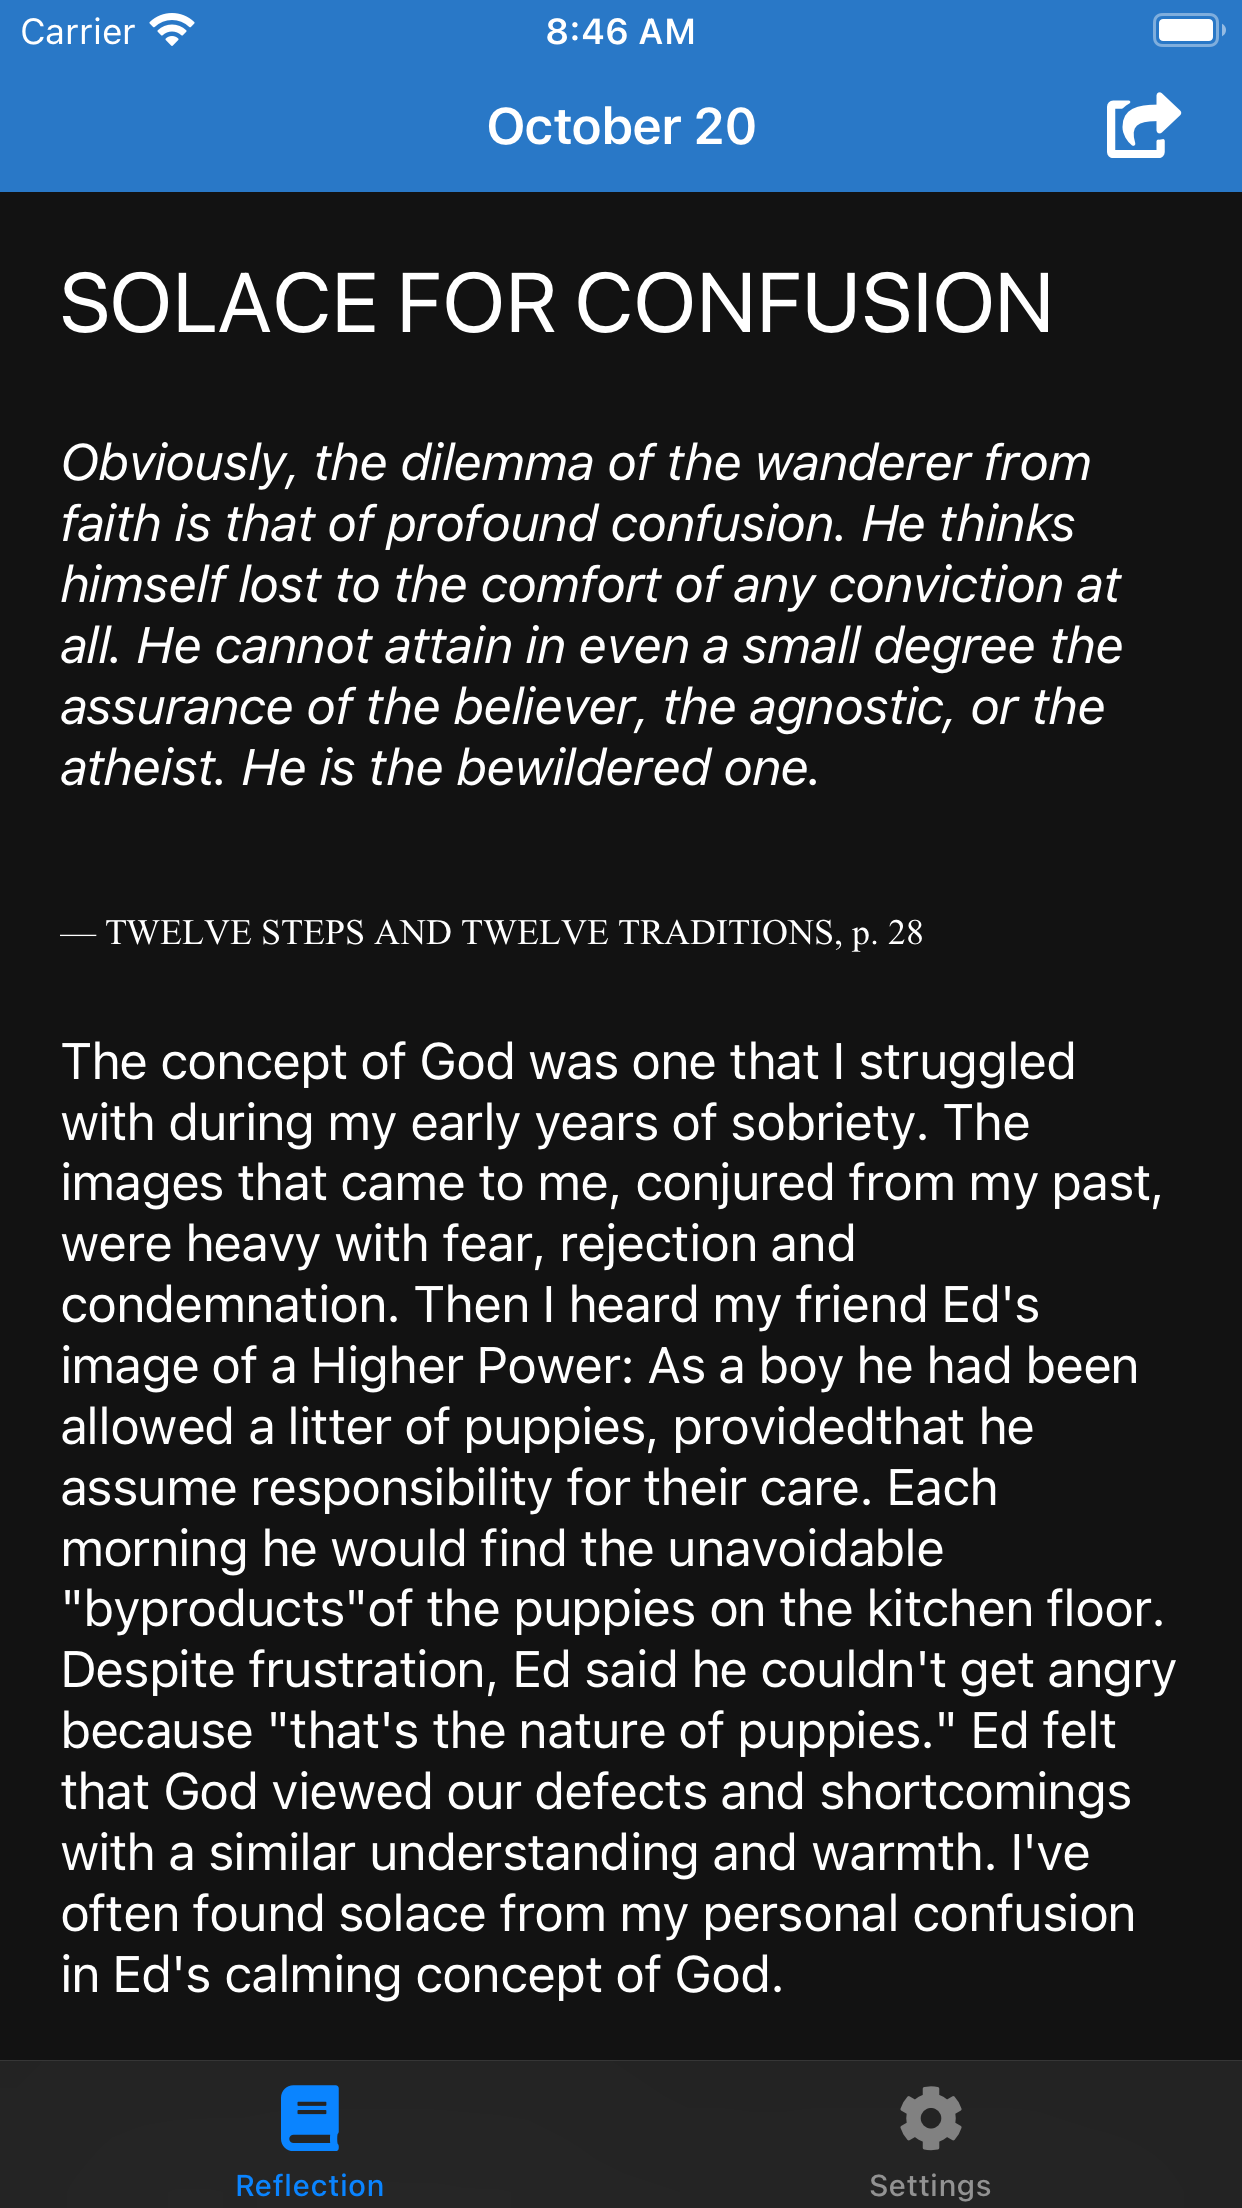 Carrier
8:46 AM
October 20
SOLACE FOR CONFUSION
Obviously, the dilemma of the wanderer from
faith is that of profound confusion. He thinks
himself lost to the comfort of any conviction at
all. He cannot attain in even a small degree the
assurance of the believer, the agnostic, or the
atheist. He is the bewildered one.
— TWELVE STEPS AND TWELVE TRADITIONS, p. 28
The concept of God was one that I struggled
with during my early years of sobriety. The
images that came to me, conjured from my past,
were heavy with fear, rejection and
condemnation. Then I heard my friend Ed's
image of a Higher Power: As a boy he had been
allowed a litter of puppies, providedthat he
assume responsibility for their care. Each
morning he would find the unavoidable
"byproducts"of the puppies on the kitchen floor.
Despite frustration, Ed said he couldn't get angry
because "that's the nature of puppies." Ed felt
that God viewed our defects and shortcomings
with a similar understanding and warmth. I've
often found solace from my personal confusion
in Ed's calming concept of God.
Reflection
Settings